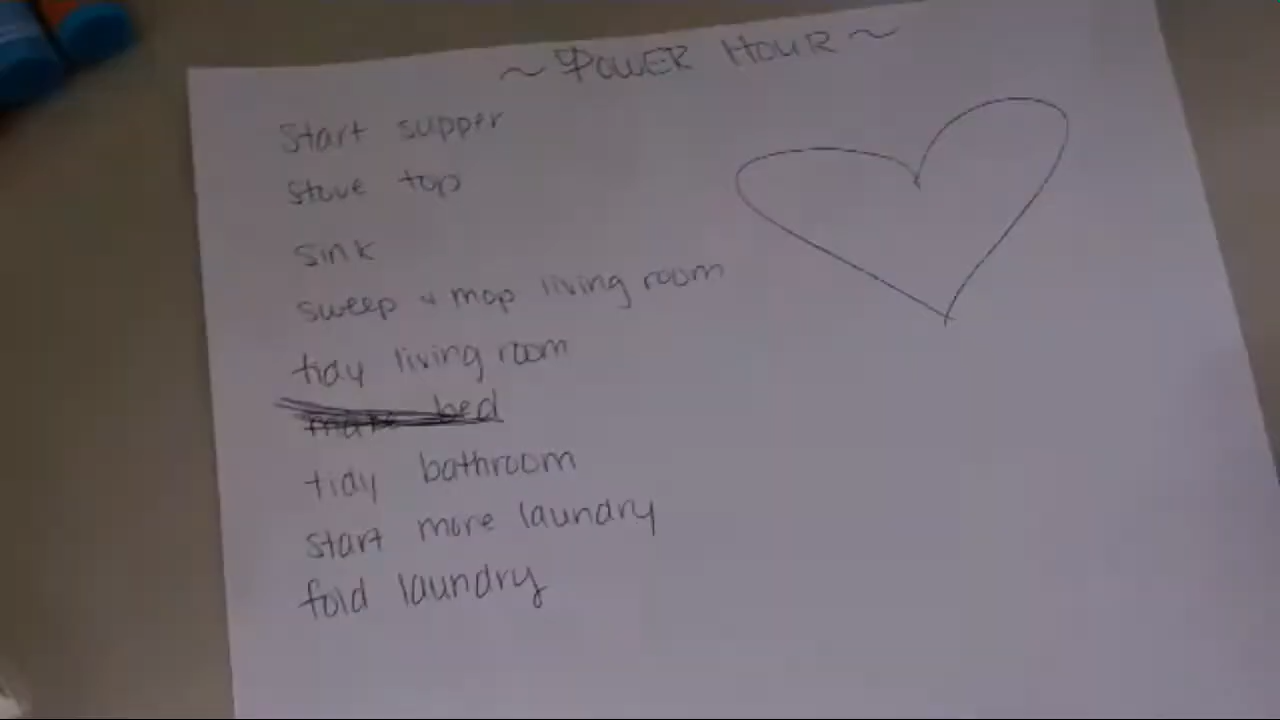 ~ POWER HOUR ~
Start supper
Stove top
sink
sweep + mop living room
tidy living room
make bed
tidy bathroom
start more laundry
fold laundry